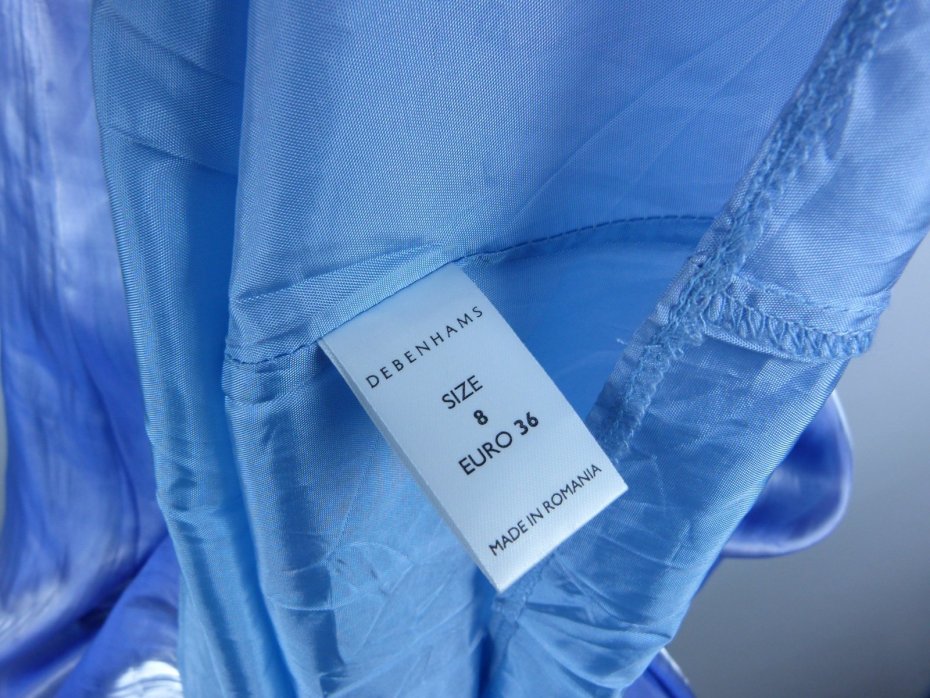 DEBENHAMS
SIZE
8
EURO 36
MADE IN ROMANIA